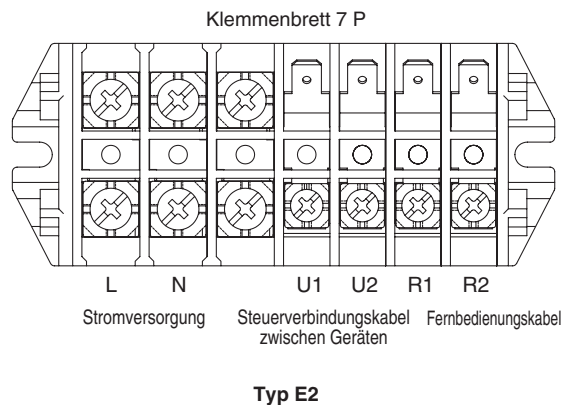 Klemmenbrett 7 P
L N U1 U2 R1 R2
Stromversorgung Steuerverbindungskabel zwischen Geräten Fernbedienungskabel
Typ E2